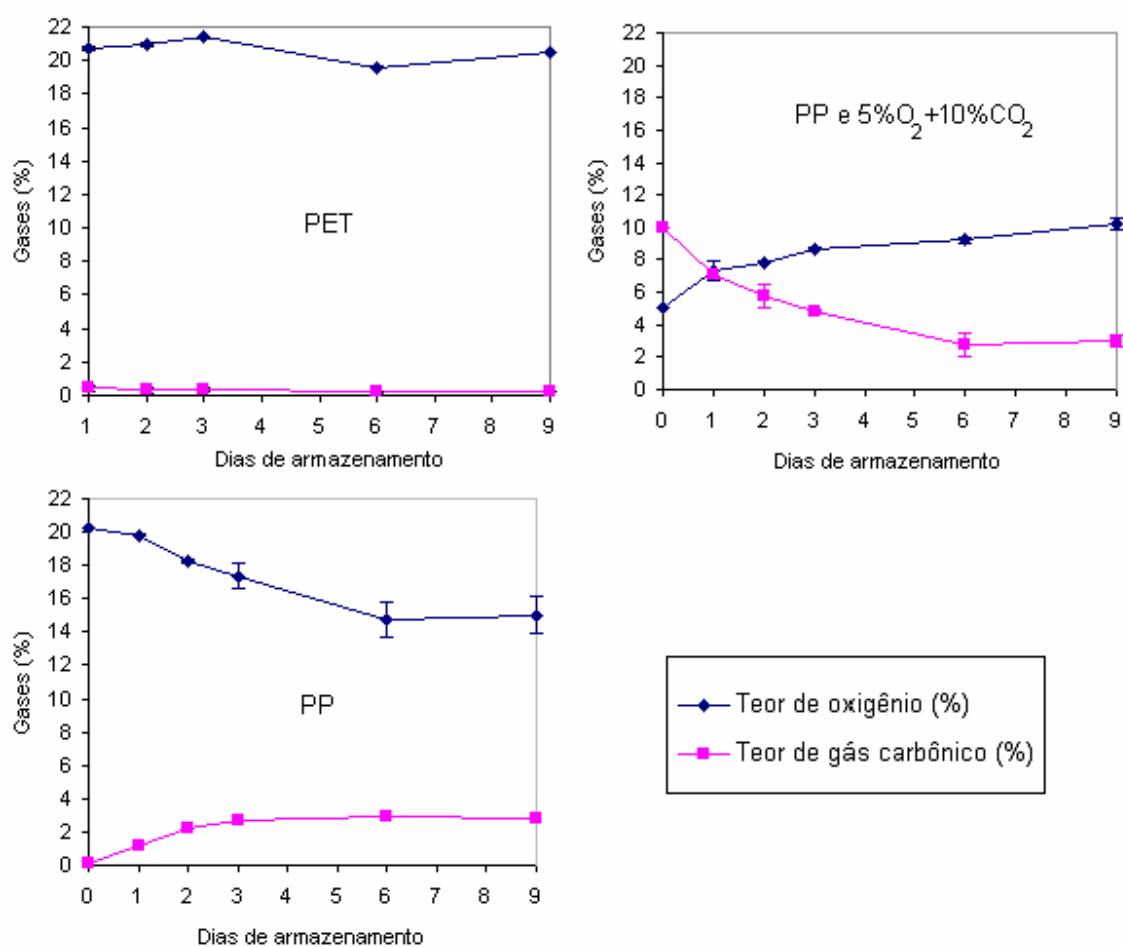 22
20
18
16
14
12
10
8
6
4
2
0
Gases (%)
PET
1 2 3 4 5 6 7 8 9
Dias de armazenamento
22
20
18
16
14
12
10
8
6
4
2
0
Gases (%)
PP e 5%O₂+10%CO₂
0 1 2 3 4 5 6 7 8 9
Dias de armazenamento
22
20
18
16
14
12
10
8
6
4
2
0
Gases (%)
PP
0 1 2 3 4 5 6 7 8 9
Dias de armazenamento
Teor de oxigênio (%)
Teor de gás carbônico (%)